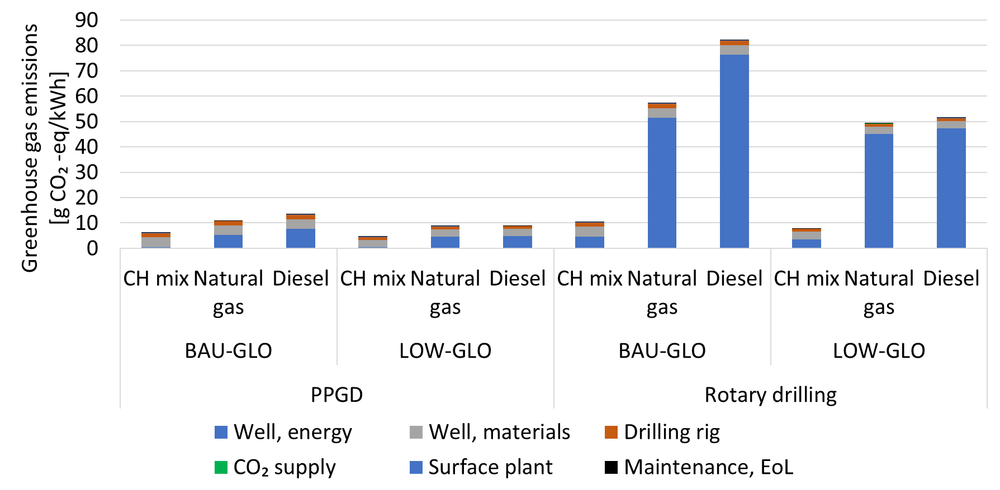 Greenhouse gas emissions
[g CO₂ -eq/kWh]
90
80
70
60
50
40
30
20
10
0
CH mix Natural gas Diesel CH mix Natural gas Diesel CH mix Natural gas Diesel CH mix Natural gas Diesel
BAU-GLO LOW-GLO BAU-GLO LOW-GLO
PPGD Rotary drilling
Well, energy Well, materials Drilling rig
CO₂ supply Surface plant Maintenance, EoL